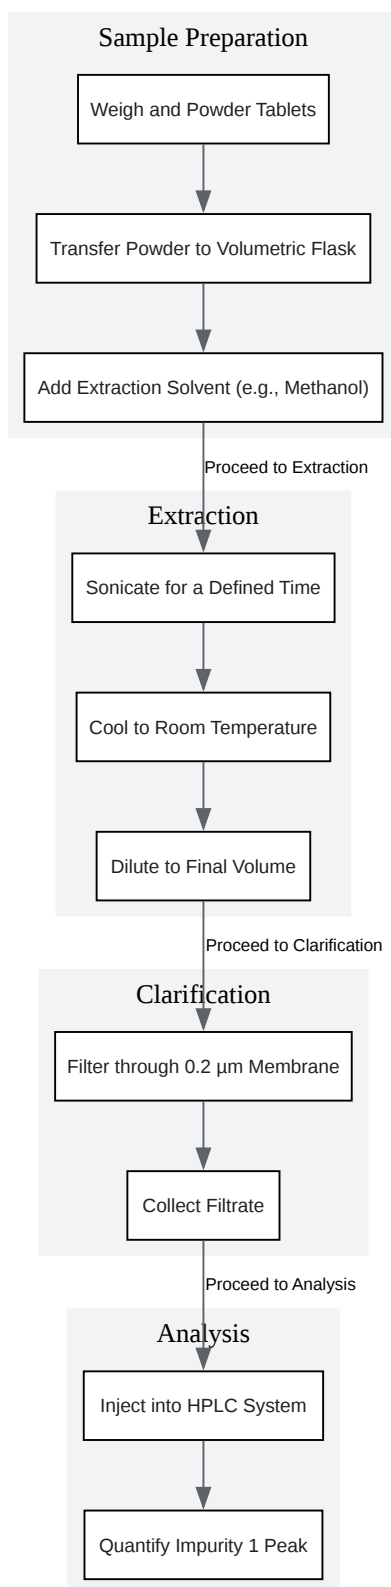 Sample Preparation
Weigh and Powder Tablets
Transfer Powder to Volumetric Flask
Add Extraction Solvent (e.g., Methanol)
Proceed to Extraction
Extraction
Sonicate for a Defined Time
Cool to Room Temperature
Dilute to Final Volume
Proceed to Clarification
Clarification
Filter through 0.2 µm Membrane
Collect Filtrate
Proceed to Analysis
Analysis
Inject into HPLC System
Quantify Impurity 1 Peak